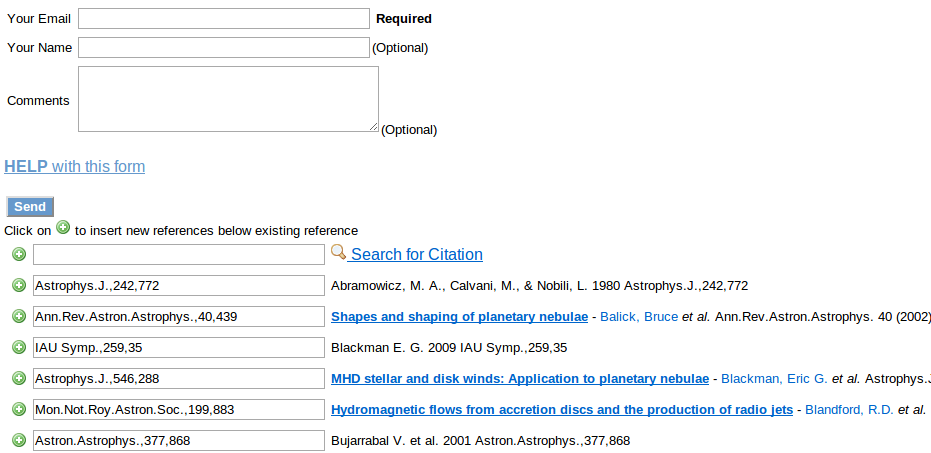 Your Email Required
Your Name (Optional)
Comments (Optional)
HELP with this form
Send
Click on to insert new references below existing reference
Search for Citation
Astrophys.J.,242,772 Abramowicz, M. A., Calvani, M., & Nobili, L. 1980 Astrophys.J.,242,772
Ann.Rev.Astron.Astrophys.,40,439 Shapes and shaping of planetary nebulae - Balick, Bruce et al. Ann.Rev.Astron.Astrophys. 40 (2002)
IAU Symp.,259,35 Blackman E. G. 2009 IAU Symp.,259,35
Astrophys.J.,546,288 MHD stellar and disk winds: Application to planetary nebulae - Blackman, Eric G. et al. Astrophys.J
Mon.Not.Roy.Astron.Soc.,199,883 Hydromagnetic flows from accretion discs and the production of radio jets - Blandford, R.D. et al.
Astron.Astrophys.,377,868 Bujarrabal V. et al. 2001 Astron.Astrophys.,377,868